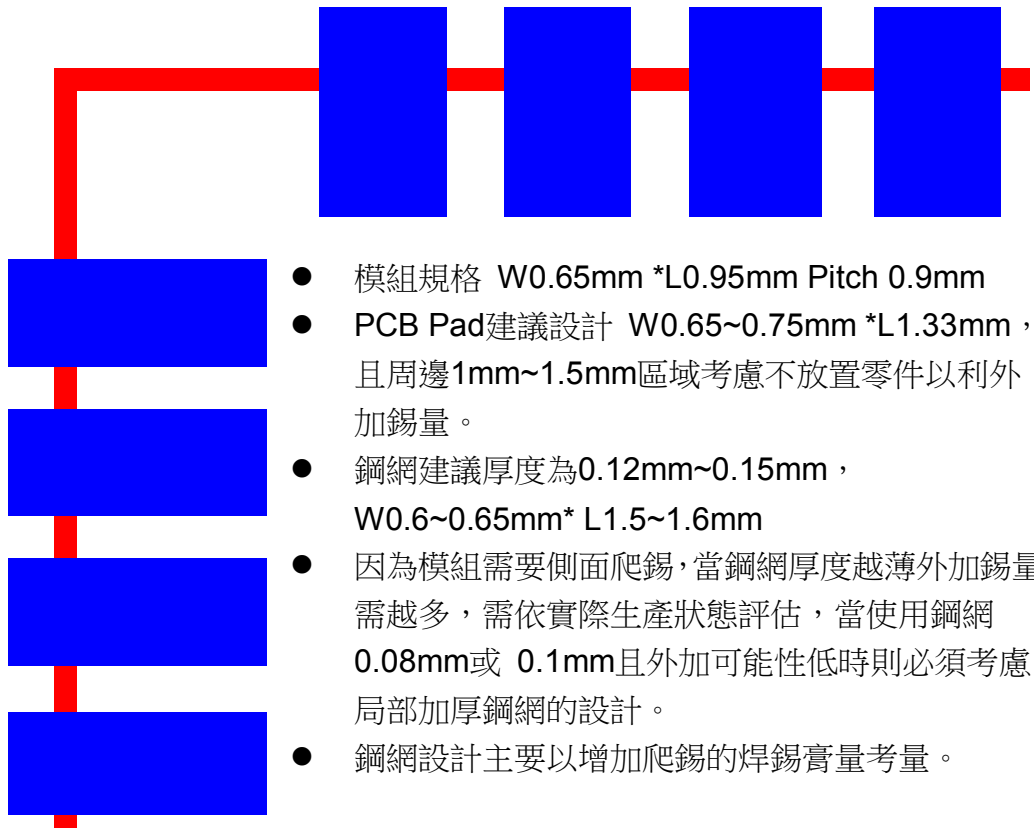 ● 模組規格 W0.65mm *L0.95mm Pitch 0.9mm
● PCB Pad建議設計 W0.65~0.75mm *L1.33mm，
且周邊1mm~1.5mm區域考慮不放置零件以利外
加錫量。
● 鋼網建議厚度為0.12mm~0.15mm，
W0.6~0.65mm* L1.5~1.6mm
● 因為模組需要側面爬錫，當鋼網厚度越薄外加錫量
需越多，需依實際生產狀態評估，當使用鋼網
0.08mm或 0.1mm且外加可能性低時則必須考慮
局部加厚鋼網的設計。
● 鋼網設計主要以增加爬錫的焊錫膏量考量。